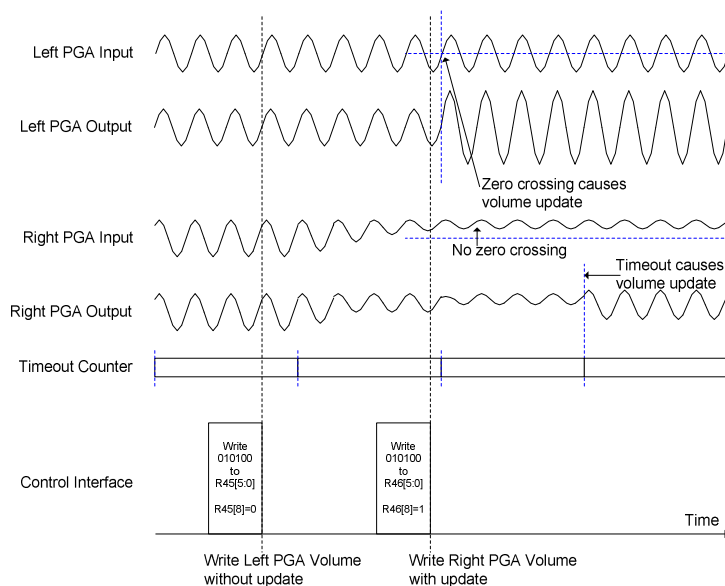 Left PGA Input
Left PGA Output
Zero crossing causes
volume update
Right PGA Input
No zero crossing
Timeout causes
volume update
Right PGA Output
Timeout Counter
Write
010100
to
R45[5:0]
R45[8]=0
Write
010100
to
R46[5:0]
R46[8]=1
Control Interface
Time
Write Left PGA Volume
without update
Write Right PGA Volume
with update